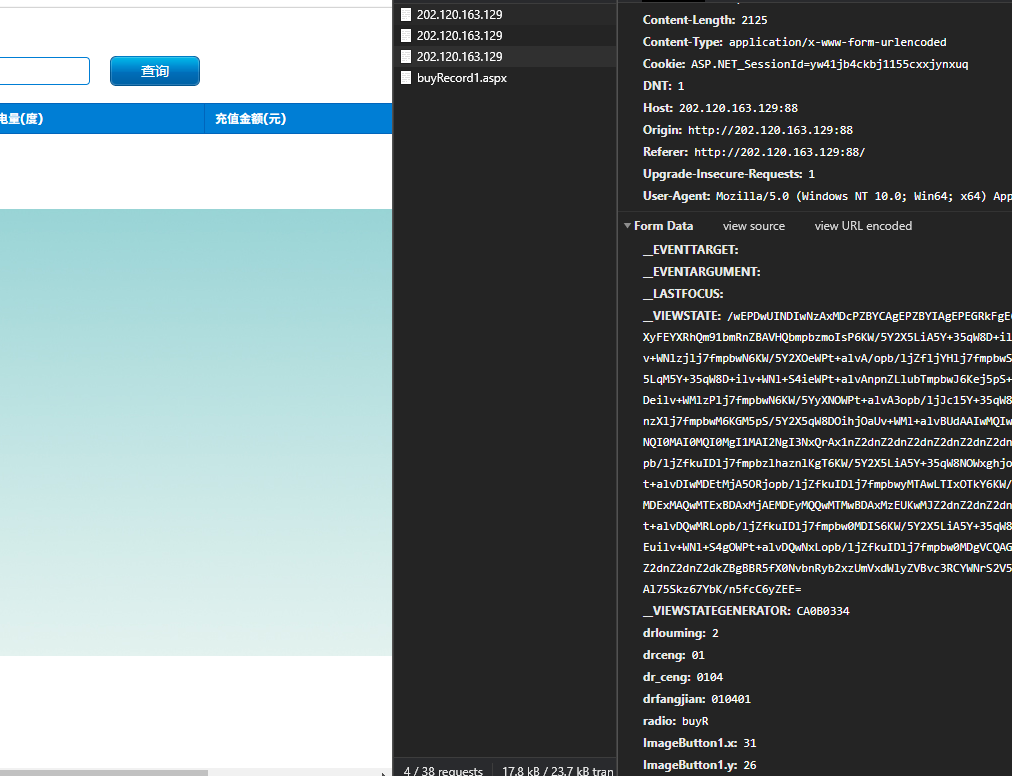 查询
电量(度)
充值金额(元)
202.120.163.129
202.120.163.129
202.120.163.129
buyRecord1.aspx
4 / 38 requests
17.8 kB / 23.7 kB tran
Content-Length: 2125
Content-Type: application/x-www-form-urlencoded
Cookie: ASP.NET_SessionId=yw41jb4ckbj1155cxxjynxuq
DNT: 1
Host: 202.120.163.129:88
Origin: http://202.120.163.129:88
Referer: http://202.120.163.129:88/
Upgrade-Insecure-Requests: 1
User-Agent: Mozilla/5.0 (Windows NT 10.0; Win64; x64) App
Form Data view source view URL encoded
__EVENTTARGET:
__EVENTARGUMENT:
__LASTFOCUS:
__VIEWSTATE: /wEPDwUINDIwNzAxMDcPZBYCAgEPZBYIAgEPEGRkFgE
XyFEYXRhQm91bmRnZBAVHQbmpbzmoIsP6KW/5Y2X5LiA5Y+35qW8D+il
v+WNlzjlj7fmpbwN6KW/5Y2XOeWPt+alvA/opb/ljZfljYHlj7fmpbwS
5LqM5Y+35qW8D+ilv+WNl+S4ieWPt+alvAnpnZLlubTmpbwJ6Kej5pS+
Deilv+WMlzPlj7fmpbwN6KW/5YyXNOWPt+alvA3opb/ljJc15Y+35qW8
nzXlj7fmpbwM6KGM5pS/5Y2X5qW8DOihjOaUv+WMl+alvBUdAAIwMQIw
NQI0MAI0MQI0MgI1MAI2NgI3NxQrAx1nZ2dnZ2dnZ2dnZ2dnZ2dnZ2dn
pb/ljZfkuIDlj7fmpbzlhaznlKgT6KW/5Y2X5LiA5Y+35qW8NOWxghjo
t+alvDIwMDEtMjA5ORjopb/ljZfkuIDlj7fmpbwyMTAwLTIxOTkY6KW/
MDExMAQwMTExBDAxMjAEMDEyMQQwMTMwBDAxMzEUKwMJZ2dnZ2dnZ2dn
t+alvDQwMRLopb/ljZfkuIDlj7fmpbw0MDIS6KW/5Y2X5LiA5Y+35qW8
Euilv+WNl+S4gOWPt+alvDQwNxLopb/ljZfkuIDlj7fmpbw0MDgVCQAG
Z2dnZ2dnZ2dkZBgBBR5fX0NvbnRyb2xzUmVxdWlyZVBvc3RCYWNrS2V5
Al75Skz67YbK/n5fcC6yZEE=
__VIEWSTATEGENERATOR: CA0B0334
drlouming: 2
drceng: 01
dr_ceng: 0104
drfangjian: 010401
radio: buyR
ImageButton1.x: 31
ImageButton1.y: 26